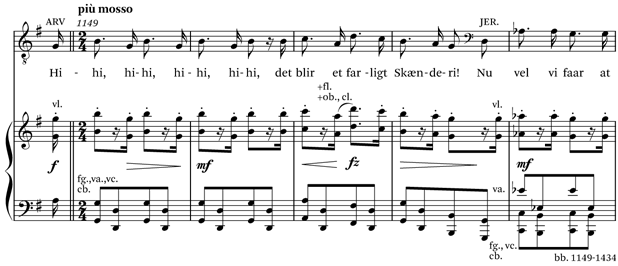 più mosso
ARV 1149 JER.
Hi- hi, hi- hi, hi - hi, hi- hi, det blir et far- ligt Skæn- de- ri! Nu vel vi faar at
+fl.
+ob., cl.
vl. vl.
f mf fz mf
fg.,va.,vc.
cb.
va.
fg., vc.
cb.
bb. 1149-1434